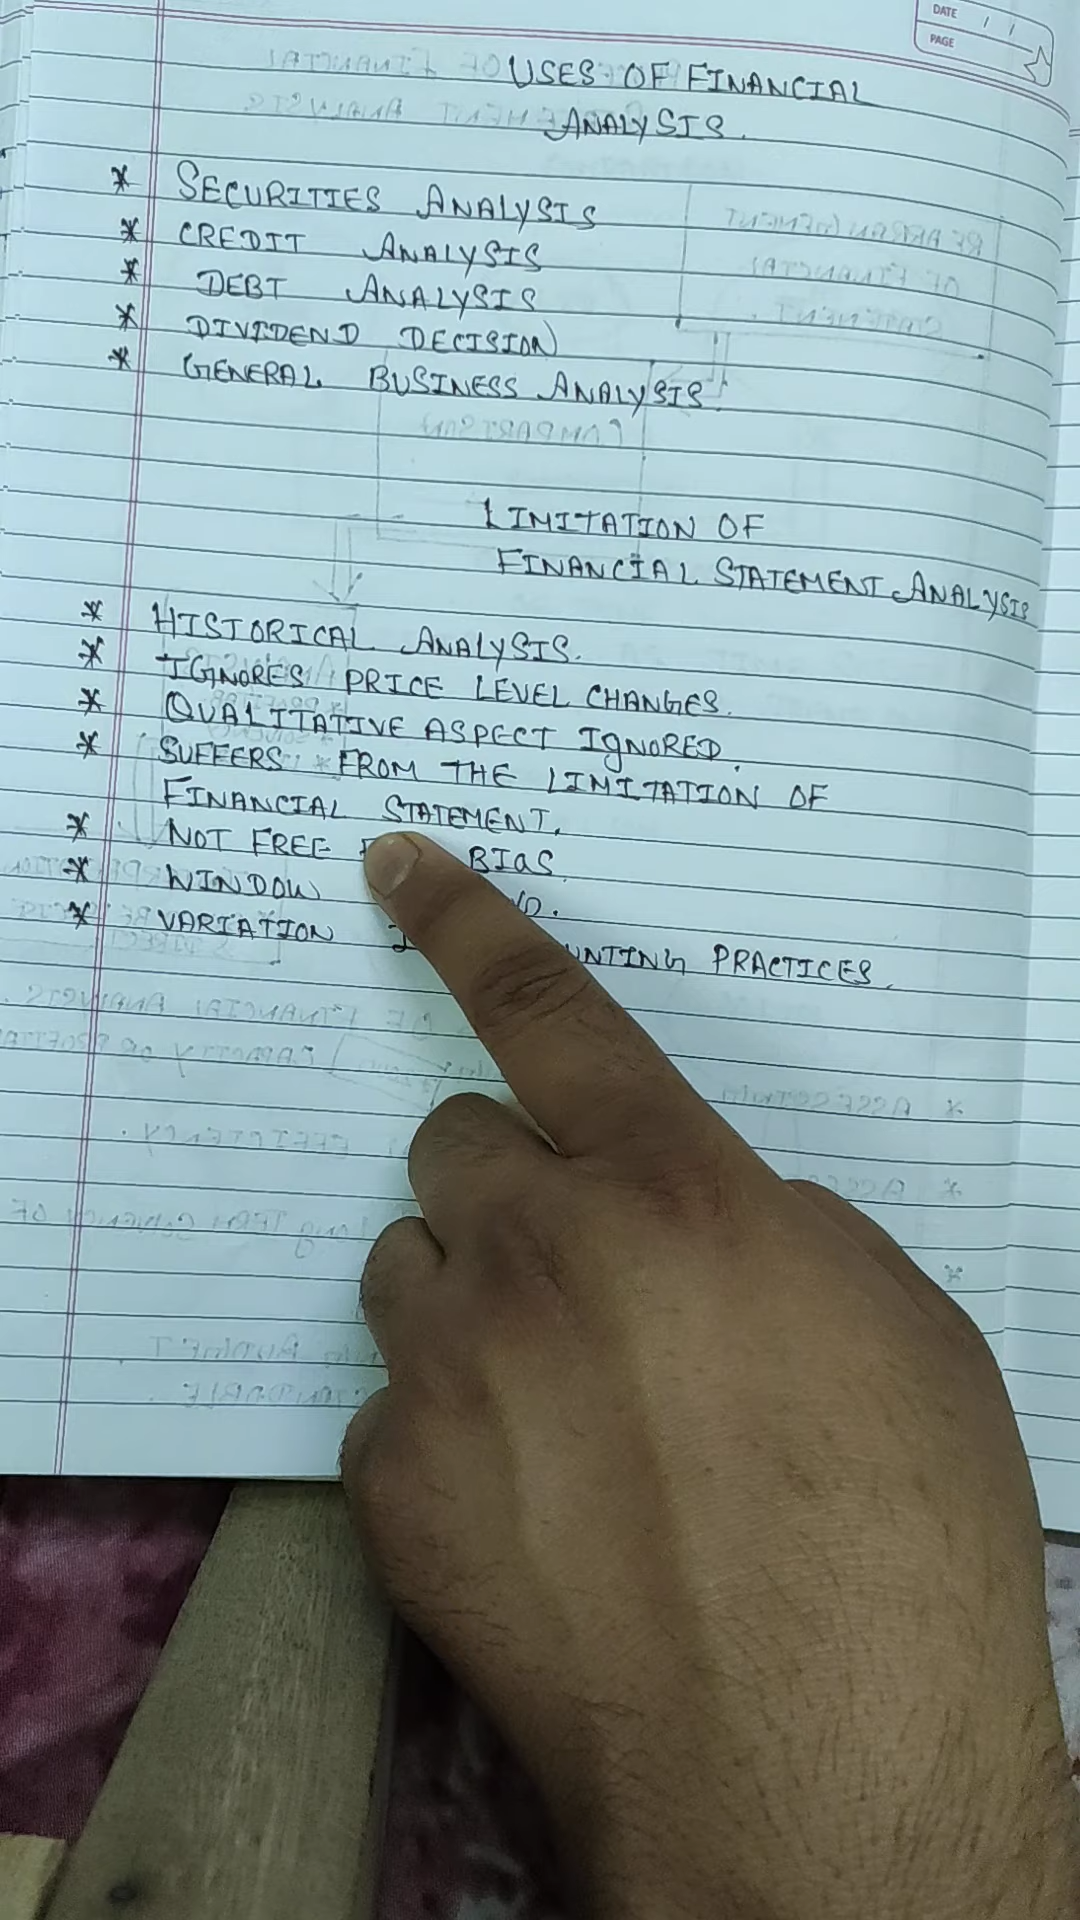 DATE / /
PAGE
USES OF FINANCIAL
ANALYSIS.
* SECURITIES ANALYSIS
* CREDIT ANALYSIS
* DEBT ANALYSIS
* DIVIDEND DECISION
* GENERAL BUSINESS ANALYSIS.
LIMITATION OF
FINANCIAL STATEMENT ANALYSIS
* HISTORICAL ANALYSIS.
* IGNORES PRICE LEVEL CHANGES.
* QUALITATIVE ASPECT IGNORED.
* SUFFERS FROM THE LIMITATION OF
FINANCIAL STATEMENT.
* NOT FREE BIAS.
* WINDOW
* VARIATION PRACTICES.